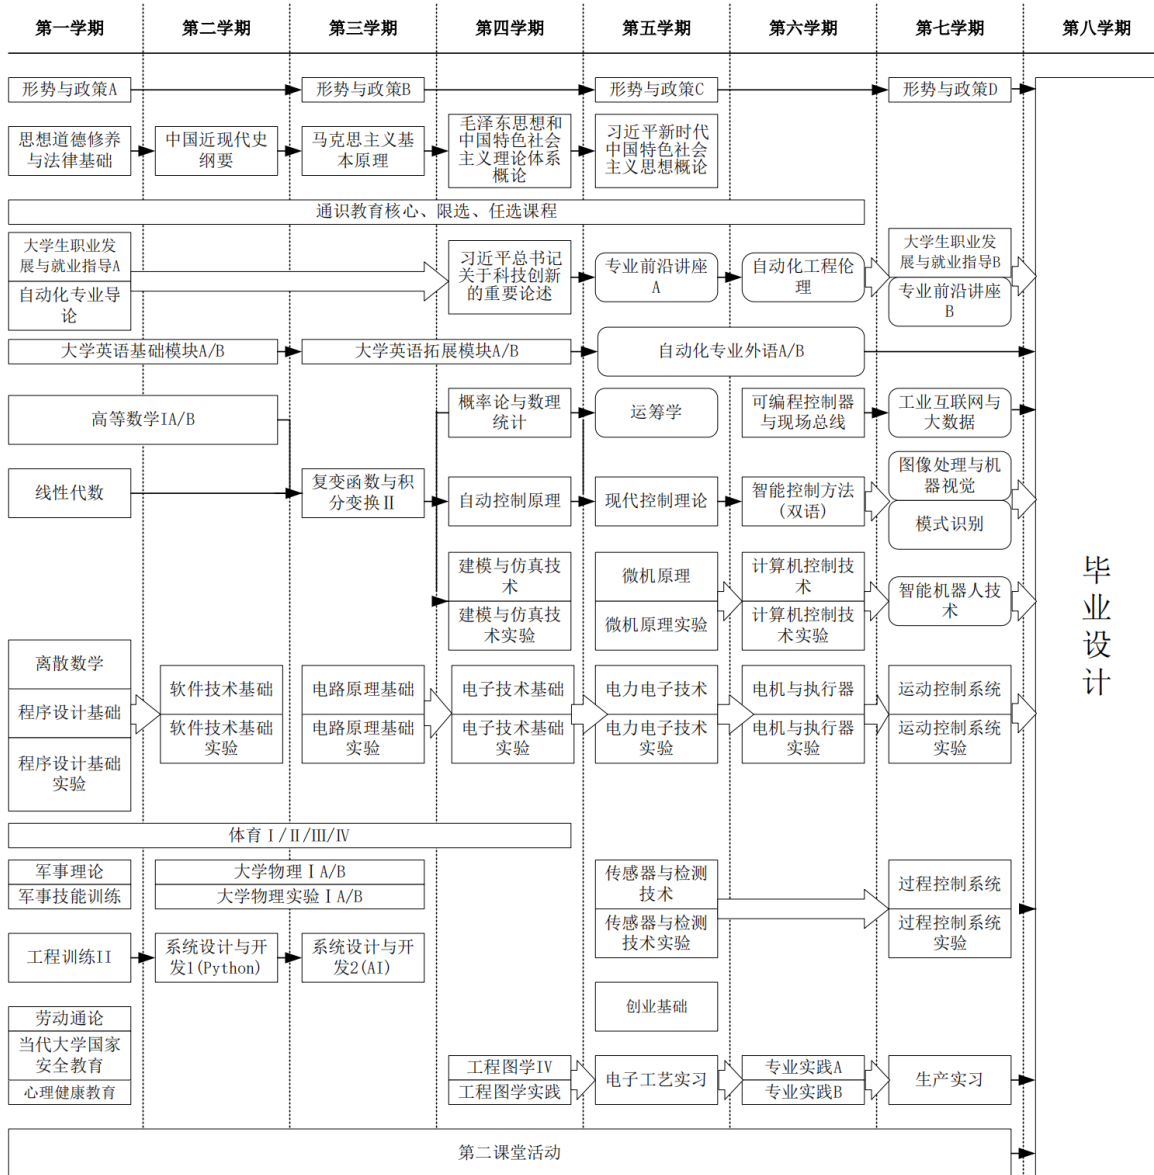 第一学期 第二学期 第三学期 第四学期 第五学期 第六学期 第七学期 第八学期
形势与政策A 形势与政策B 形势与政策C 形势与政策D
思想道德修养
与法律基础
中国近现代史
纲要
马克思主义基
本原理
毛泽东思想和
中国特色社会
主义理论体系
概论
习近平新时代
中国特色社会
主义思想概论
通识教育核心、限选、任选课程
大学生职业发
展与就业指导A
自动化专业导
论
习近平总书记
关于科技创新
的重要论述
专业前沿讲座
A
自动化工程伦
理
大学生职业发
展与就业指导B
专业前沿讲座
B
大学英语基础模块A/B 大学英语拓展模块A/B 自动化专业外语A/B
高等数学IA/B
概率论与数理
统计
运筹学
可编程控制器
与现场总线
工业互联网与
大数据
线性代数
复变函数与积
分变换Ⅱ
自动控制原理
现代控制理论
智能控制方法
(双语)
图像处理与机
器视觉
模式识别
建模与仿真技
术
建模与仿真技
术实验
微机原理
微机原理实验
计算机控制技
术
计算机控制技
术实验
智能机器人技
术
毕业设计
离散数学
程序设计基础
程序设计基础
实验
软件技术基础
软件技术基础
实验
电路原理基础
电路原理基础
实验
电子技术基础
电子技术基础
实验
电力电子技术
电力电子技术
实验
电机与执行器
电机与执行器
实验
运动控制系统
运动控制系统
实验
体育Ⅰ/Ⅱ/Ⅲ/Ⅳ
军事理论
军事技能训练
大学物理ⅠA/B
大学物理实验ⅠA/B
传感器与检测
技术
传感器与检测
技术实验
过程控制系统
过程控制系统
实验
工程训练II
系统设计与开
发1(Python)
系统设计与开
发2(AI)
创业基础
劳动通论
当代大学国家
安全教育
心理健康教育
工程图学IV
工程图学实践
电子工艺实习
专业实践A
专业实践B
生产实习
第二课堂活动